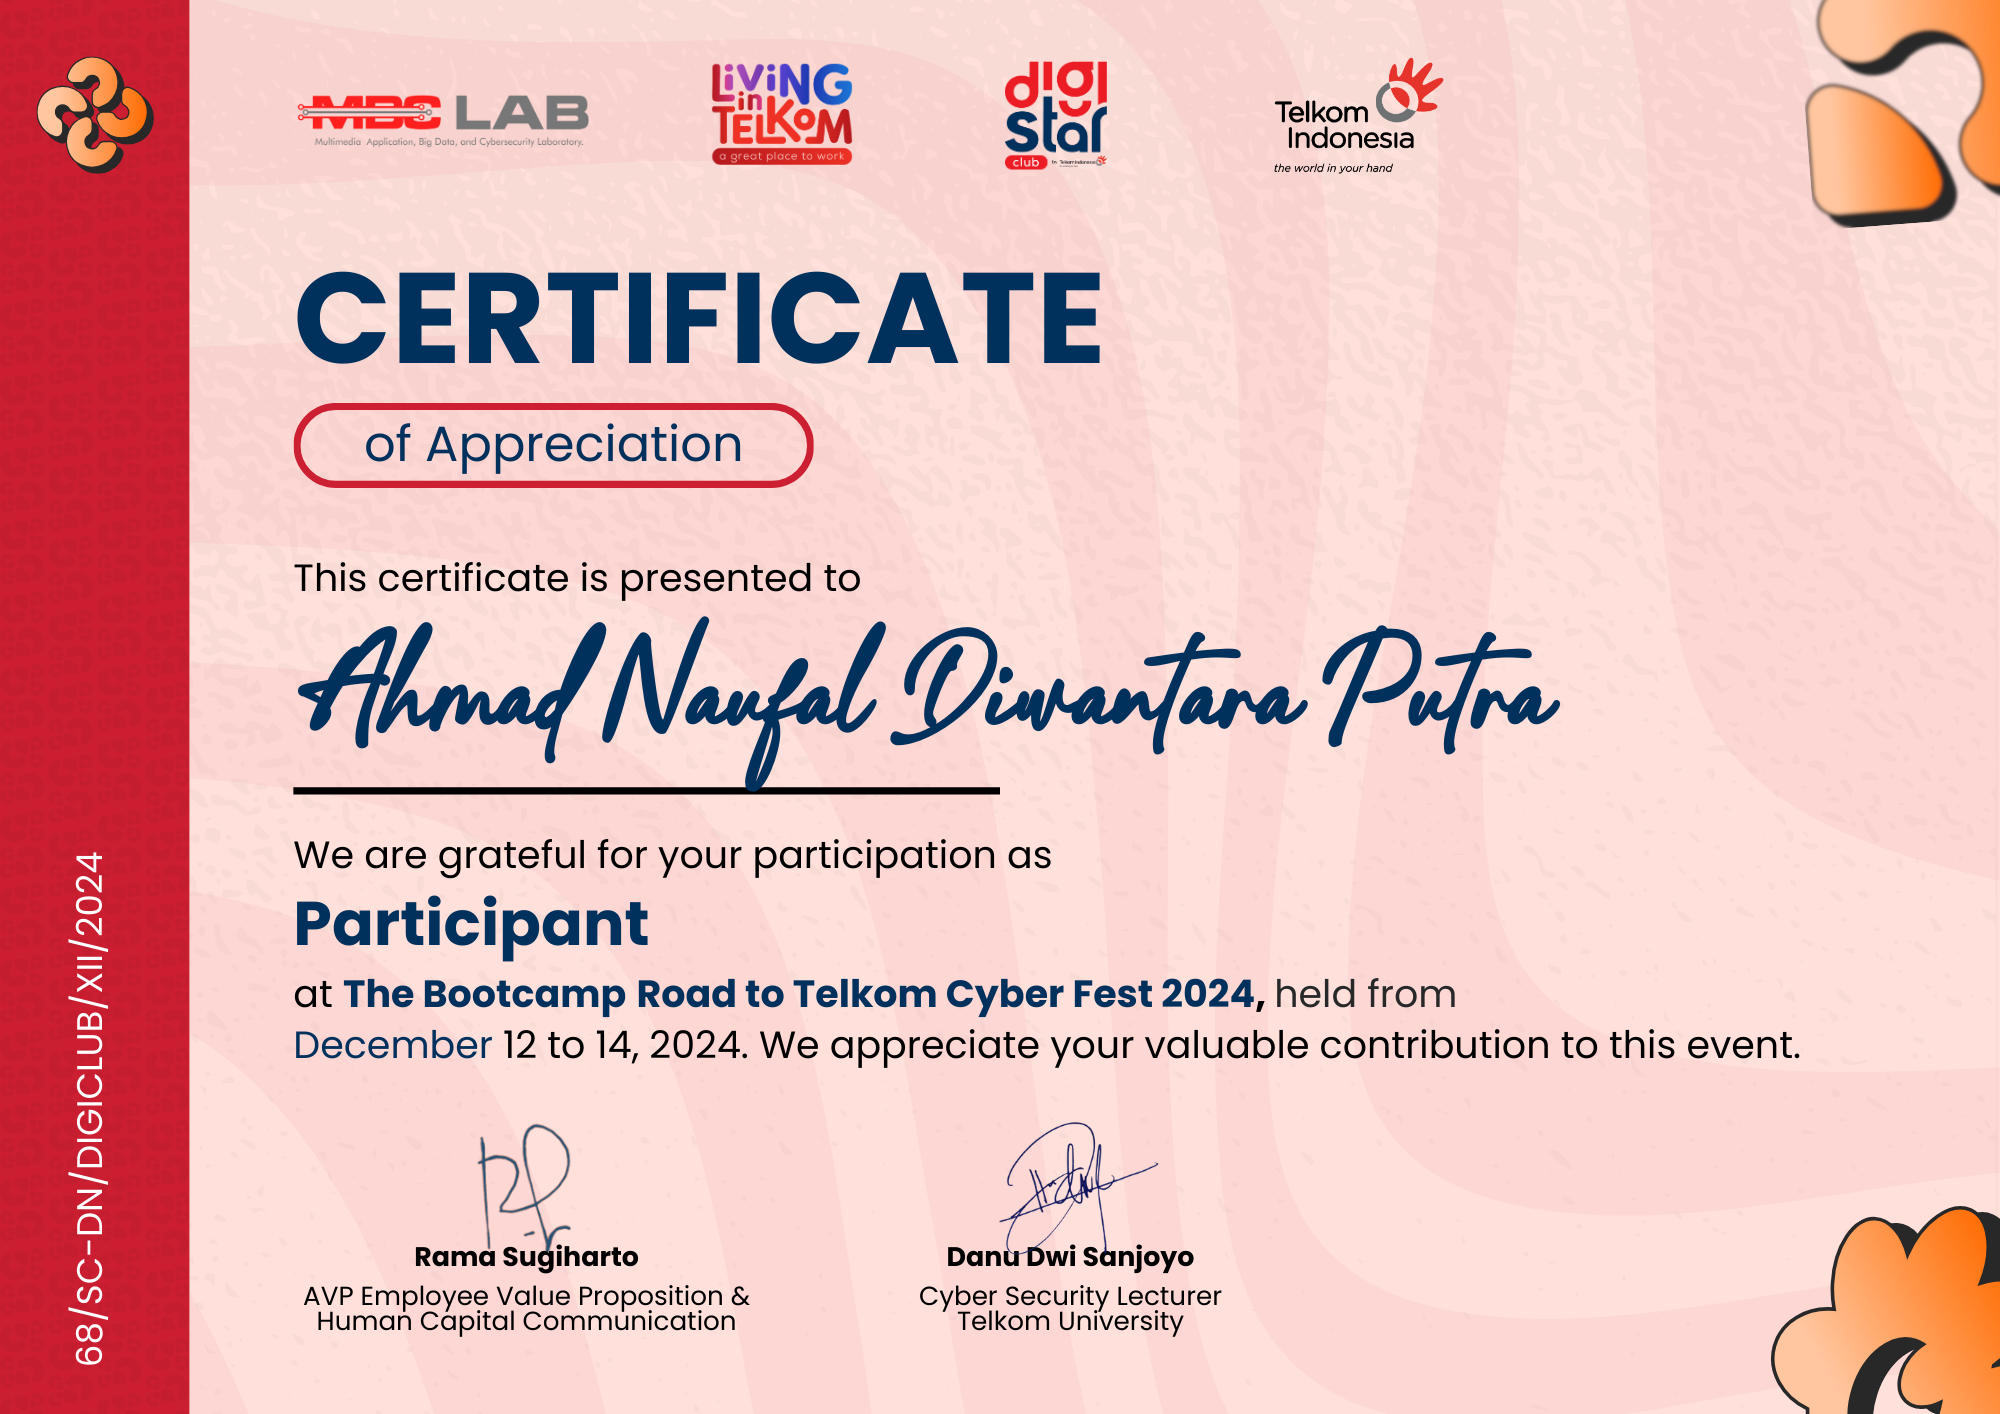 MBC LAB
Multimedia Application, Big Data, and Cybersecurity Laboratory.
LiViNG
in
TELKOM
a great place to work
digi
star
club by Telkom Indonesia
Telkom
Indonesia
the world in your hand
CERTIFICATE
of Appreciation
This certificate is presented to
Ahmad Naufal Diwantara Putra
We are grateful for your participation as
Participant
at The Bootcamp Road to Telkom Cyber Fest 2024, held from
December 12 to 14, 2024. We appreciate your valuable contribution to this event.
Rama Sugiharto
AVP Employee Value Proposition &
Human Capital Communication
Danu Dwi Sanjoyo
Cyber Security Lecturer
Telkom University
68/SC-DN/DIGICLUB/XII/2024